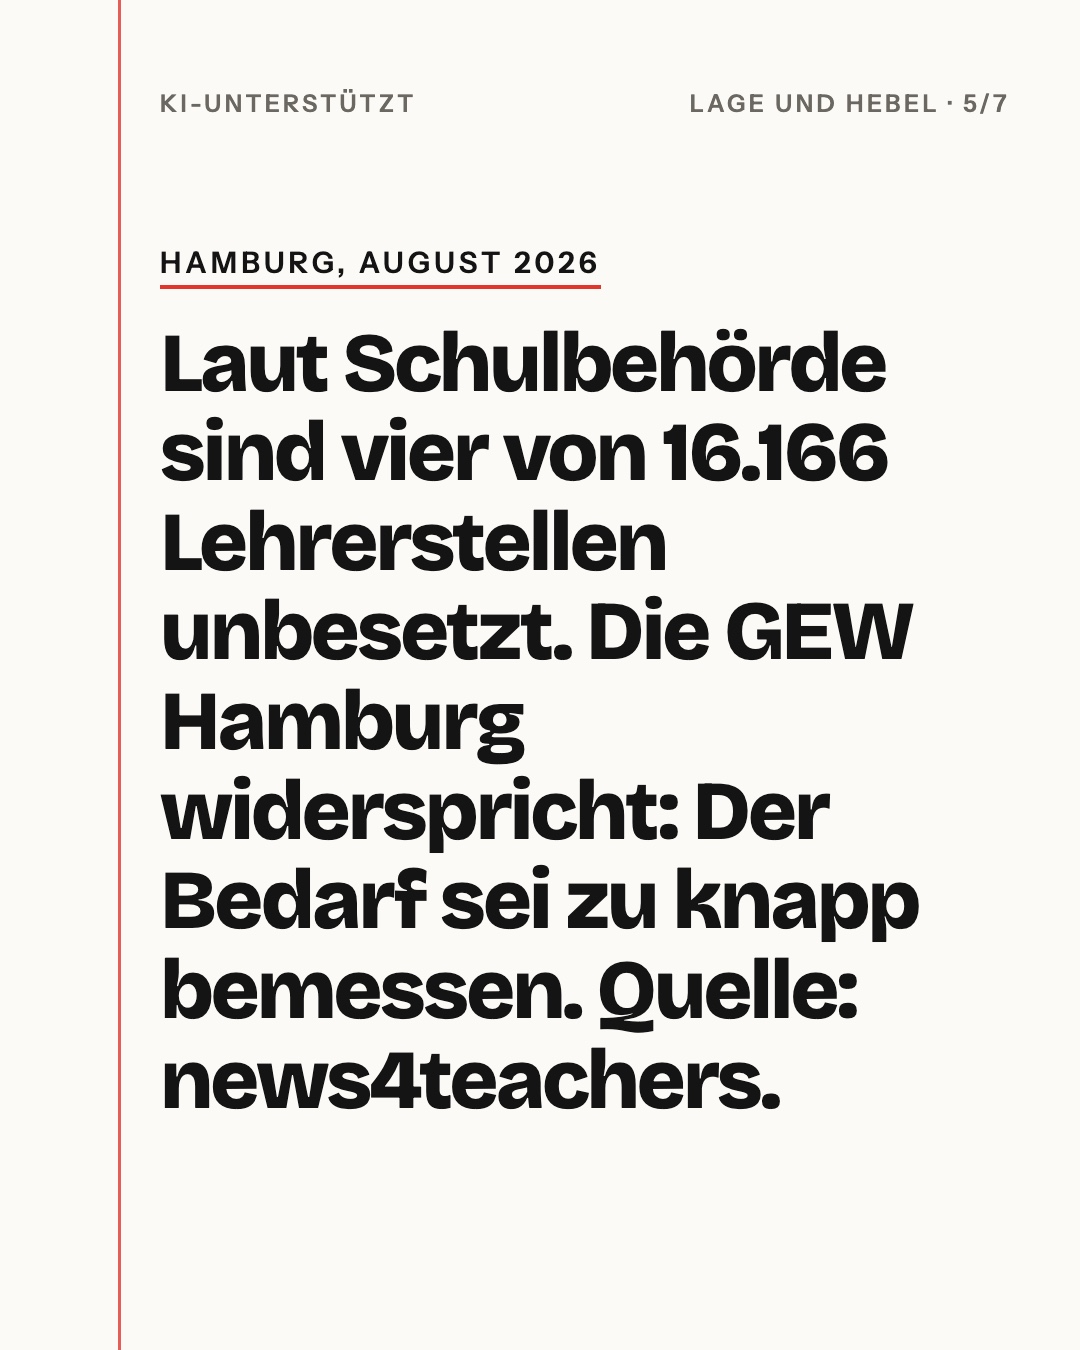 KI-UNTERSTÜTZT
LAGE UND HEBEL · 5/7
HAMBURG, AUGUST 2026
Laut Schulbehörde
sind vier von 16.166
Lehrerstellen
unbesetzt. Die GEW
Hamburg
widerspricht: Der
Bedarf sei zu knapp
bemessen. Quelle:
news4teachers.